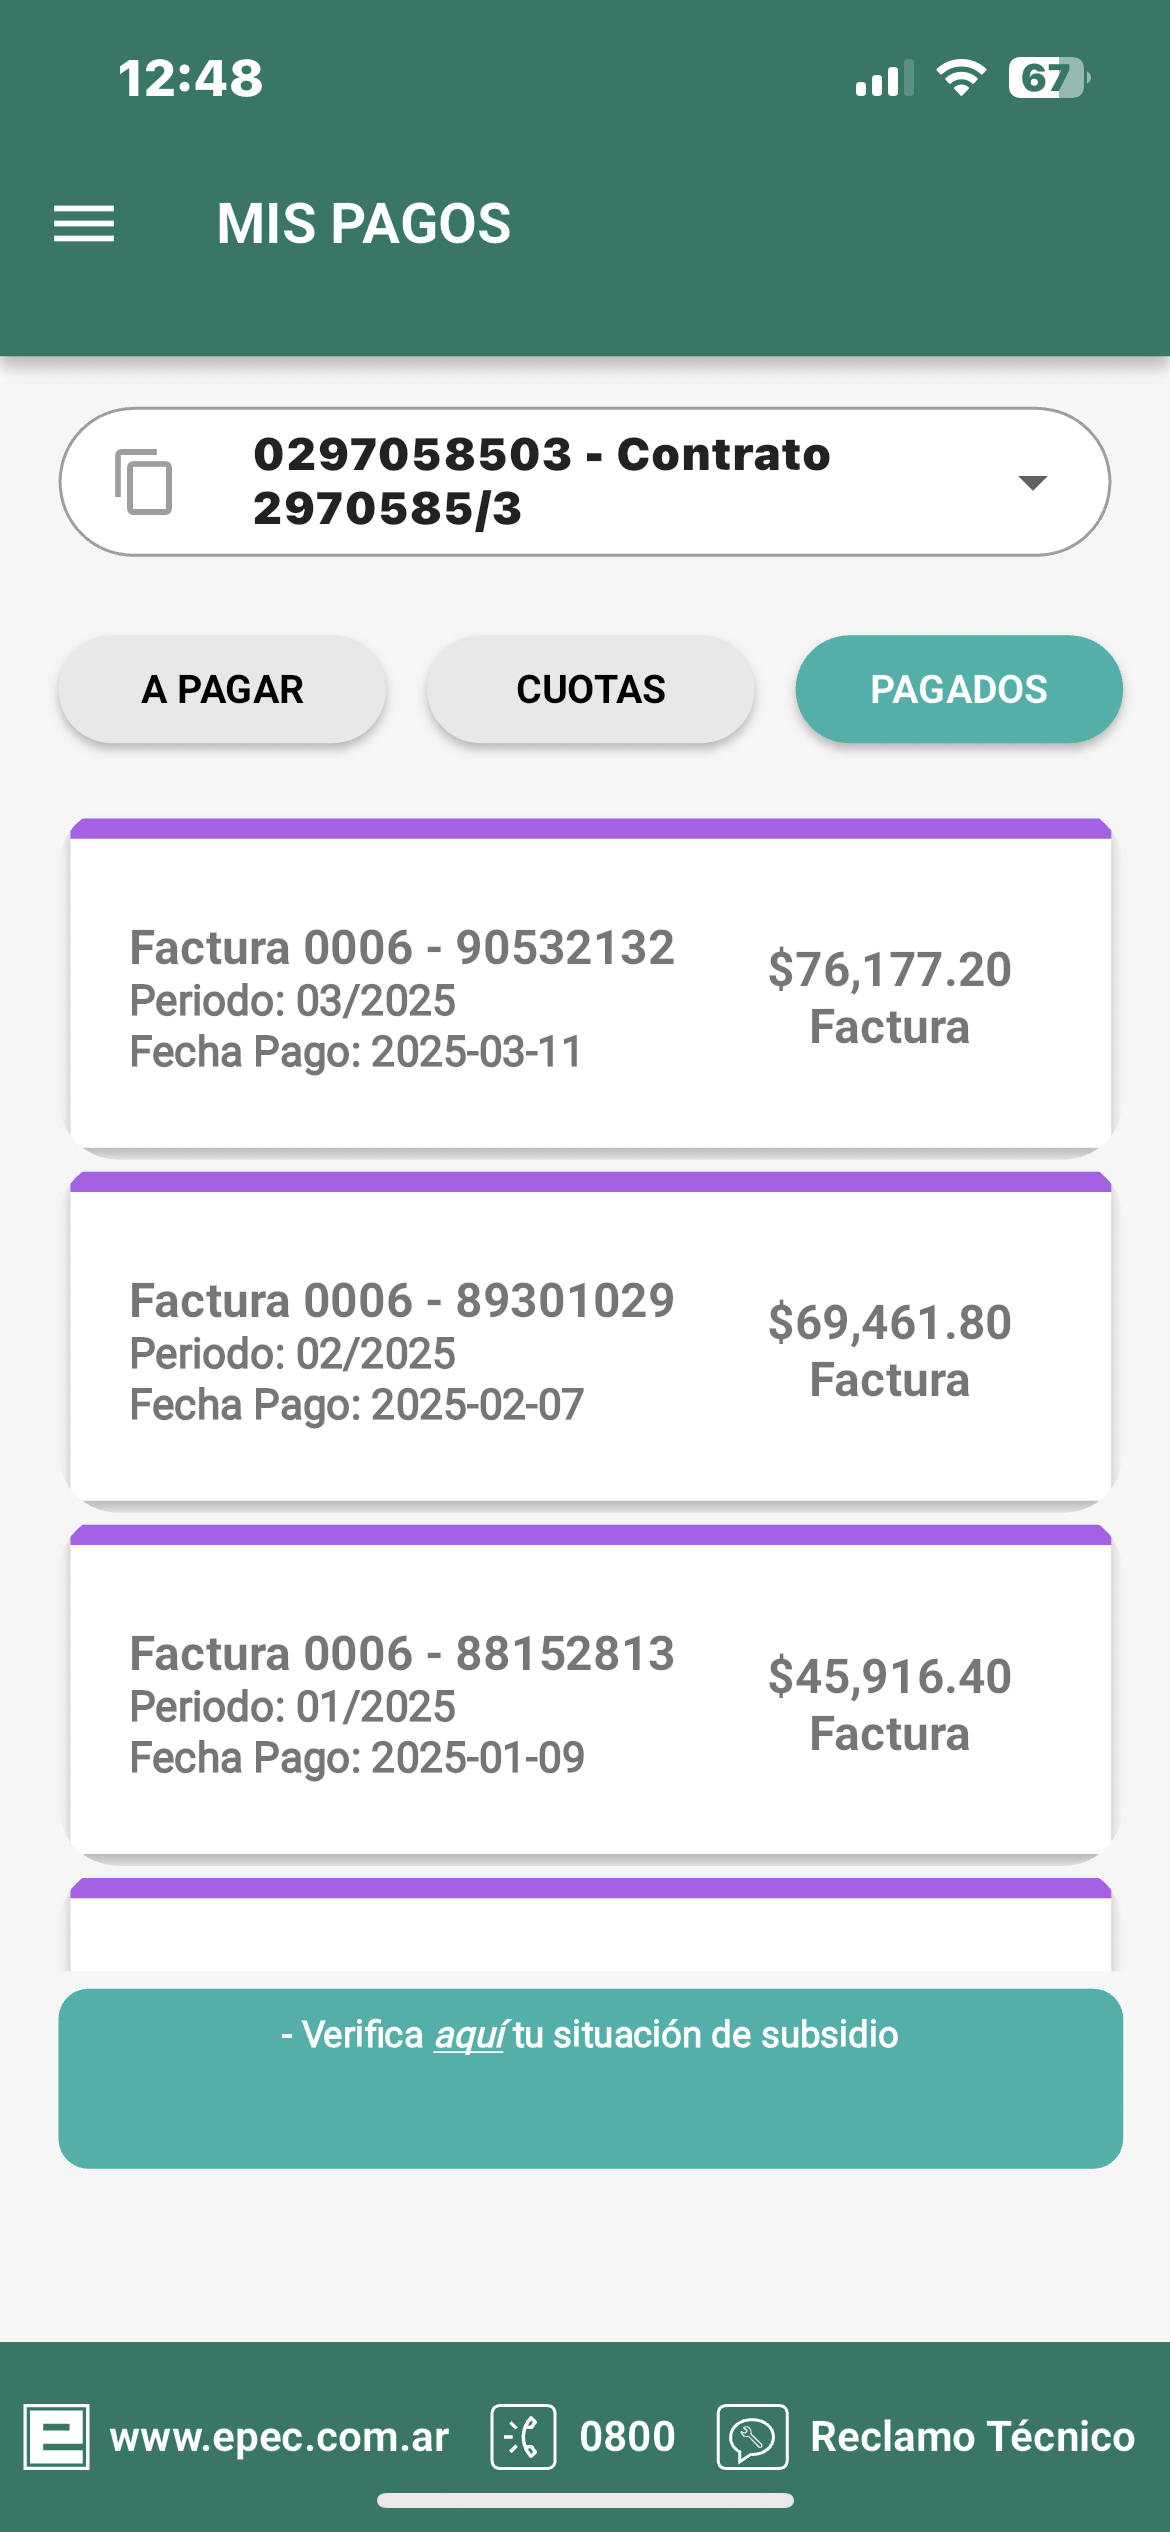 12:48
67
MIS PAGOS
0297058503 - Contrato
2970585/3
A PAGAR
CUOTAS
PAGADOS
Factura 0006 - 90532132
Periodo: 03/2025
Fecha Pago: 2025-03-11
$76,177.20
Factura
Factura 0006 - 89301029
Periodo: 02/2025
Fecha Pago: 2025-02-07
$69,461.80
Factura
Factura 0006 - 88152813
Periodo: 01/2025
Fecha Pago: 2025-01-09
$45,916.40
Factura
- Verifica aquí tu situación de subsidio
www.epec.com.ar
0800
Reclamo Técnico